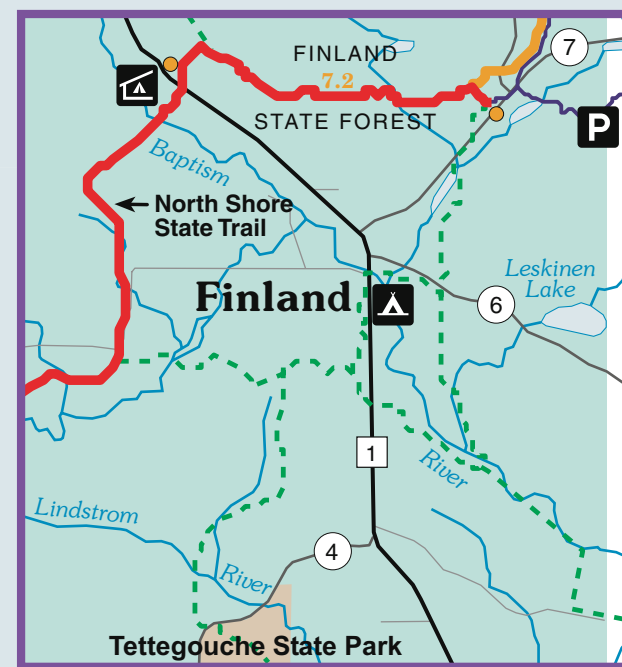 FINLAND
7.2
7
STATE FOREST
P
Baptism
North Shore
State Trail
Leskinen
Lake
Finland
6
1
River
Lindstrom
4
River
Tettegouche State Park